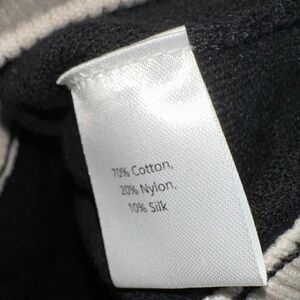 70% Cotton,
20% Nylon,
10% Silk